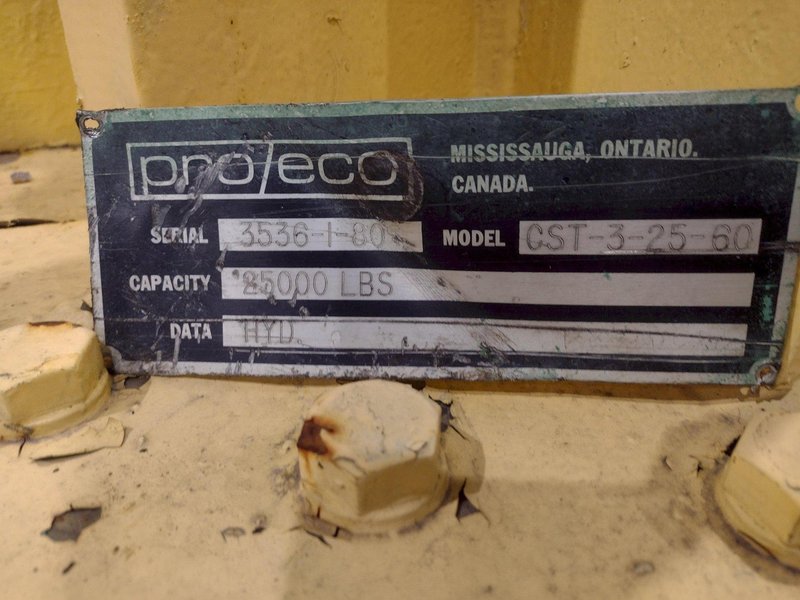 pro/eco
MISSISSAUGA, ONTARIO.
CANADA.
SERIAL 3536-1-80 MODEL CST-3-25-60
CAPACITY 25000 LBS
DATA HYD.